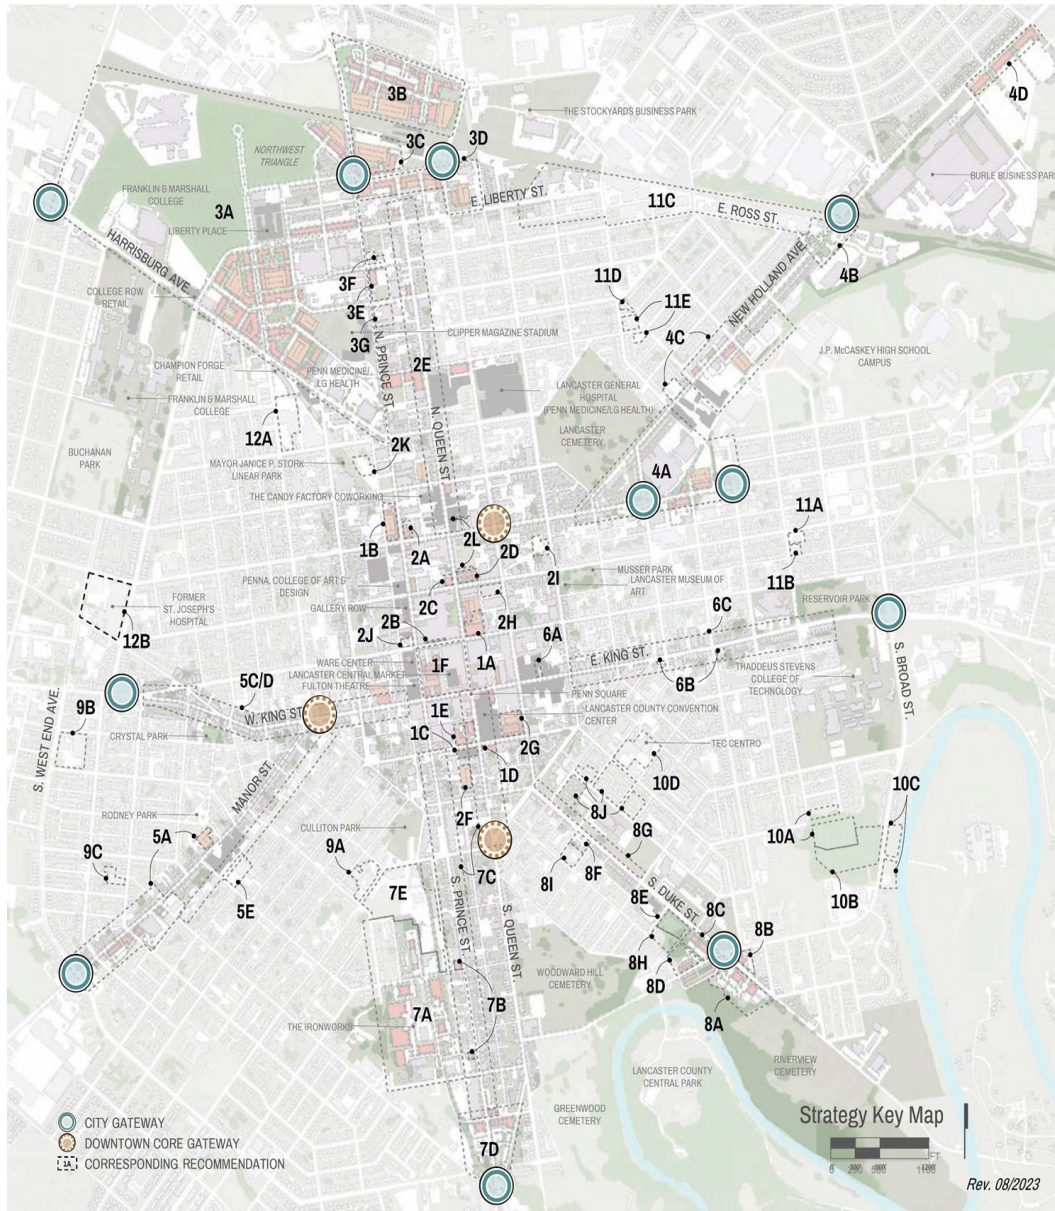 3B
4D
THE STOCKYARDS BUSINESS PARK
NORTHWEST
TRIANGLE
3C
3D
BURLE BUSINESS PAR
FRANKLIN & MARSHALL
COLLEGE
3A
LIBERTY PLACE
E. LIBERTY ST.
11C
E. ROSS ST.
4B
HARRISBURG AVE.
NEW HOLLAND AVE.
3F
11D
11E
COLLEGE ROW
RETAIL
3E
3G
CLIPPER MAGAZINE STADIUM
4C
N. PRINCE ST.
J.P. McCASKEY HIGH SCHOOL
CAMPUS
CHAMPION FORGE
RETAIL
PENN MEDICINE/
LG HEALTH
2E
LANCASTER GENERAL
HOSPITAL
(PENN MEDICINE/LG HEALTH)
FRANKLIN & MARSHALL
COLLEGE
12A
N. QUEEN ST.
LANCASTER
CEMETERY
BUCHANAN
PARK
2K
MAYOR JANICE P. STORK
LINEAR PARK
4A
THE CANDY FACTORY COWORKING
1B
2A
2L
2D
2I
11A
11B
MUSSER PARK
LANCASTER MUSEUM OF
ART
PENNA. COLLEGE OF ART &
DESIGN
2C
2H
FORMER
ST. JOSEPH'S
HOSPITAL
12B
GALLERY ROW
2B
2J
RESERVOIR PARK
6C
6A
1A
E. KING ST.
6B
WARE CENTER
LANCASTER CENTRAL MARKET
FULTON THEATRE
1F
THADDEUS STEVENS
COLLEGE OF
TECHNOLOGY
S. BROAD ST.
5C/D
W. KING ST.
PENN SQUARE
LANCASTER COUNTY CONVENTION
CENTER
1E
1C
2G
1D
S. WEST END AVE.
9B
CRYSTAL PARK
TEC CENTRO
10D
MANOR ST.
8J
10C
RODNEY PARK
5A
CULLITON PARK
2F
8G
10A
9C
9A
7C
8I
8F
10B
5E
7E
S. PRINCE ST.
S. QUEEN ST.
S. DUKE ST.
8E
8C
8B
8H
8D
WOODWARD HILL
CEMETERY
8A
7B
7A
THE IRONWORKS
LANCASTER COUNTY
CENTRAL PARK
RIVERVIEW
CEMETERY
GREENWOOD
CEMETERY
7D
CITY GATEWAY
DOWNTOWN CORE GATEWAY
1A
CORRESPONDING RECOMMENDATION
Strategy Key Map
FT
Rev. 08/2023